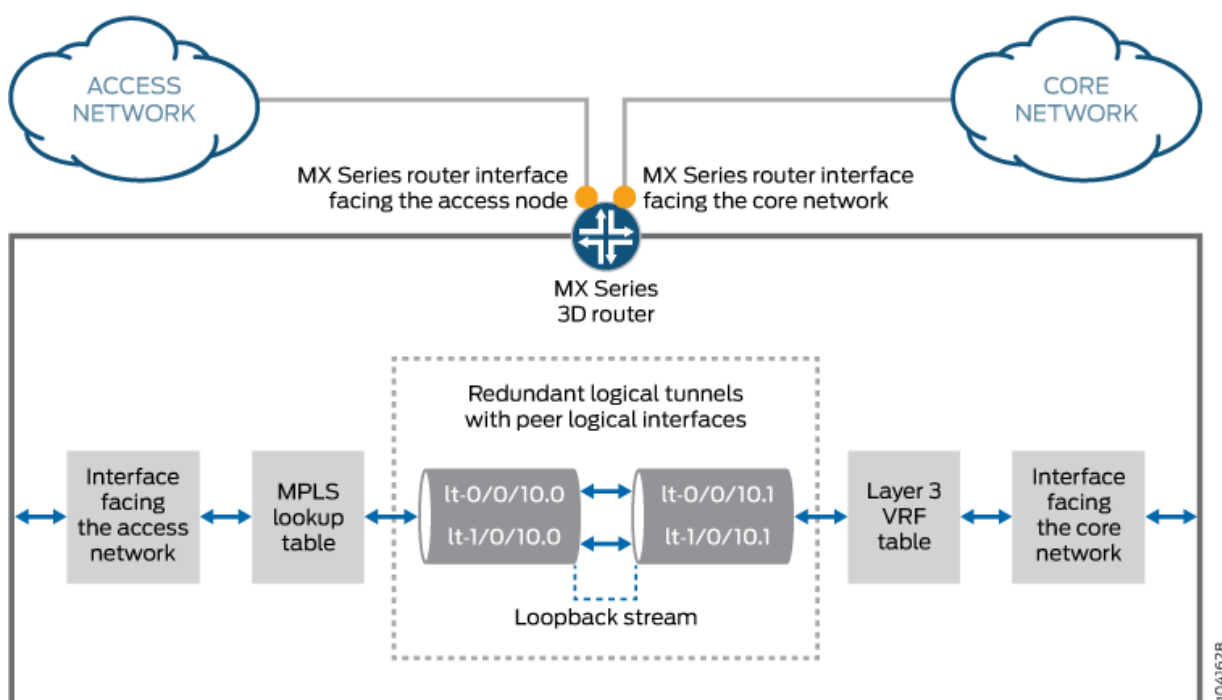 ACCESS
NETWORK
CORE
NETWORK
MX Series router interface
facing the access node
MX Series router interface
facing the core network
MX Series
3D router
Redundant logical tunnels
with peer logical interfaces
Interface
facing
the access
network
MPLS
lookup
table
lt-0/0/10.0
lt-1/0/10.0
lt-0/0/10.1
lt-1/0/10.1
Layer 3
VRF
table
Interface
facing
the core
network
Loopback stream